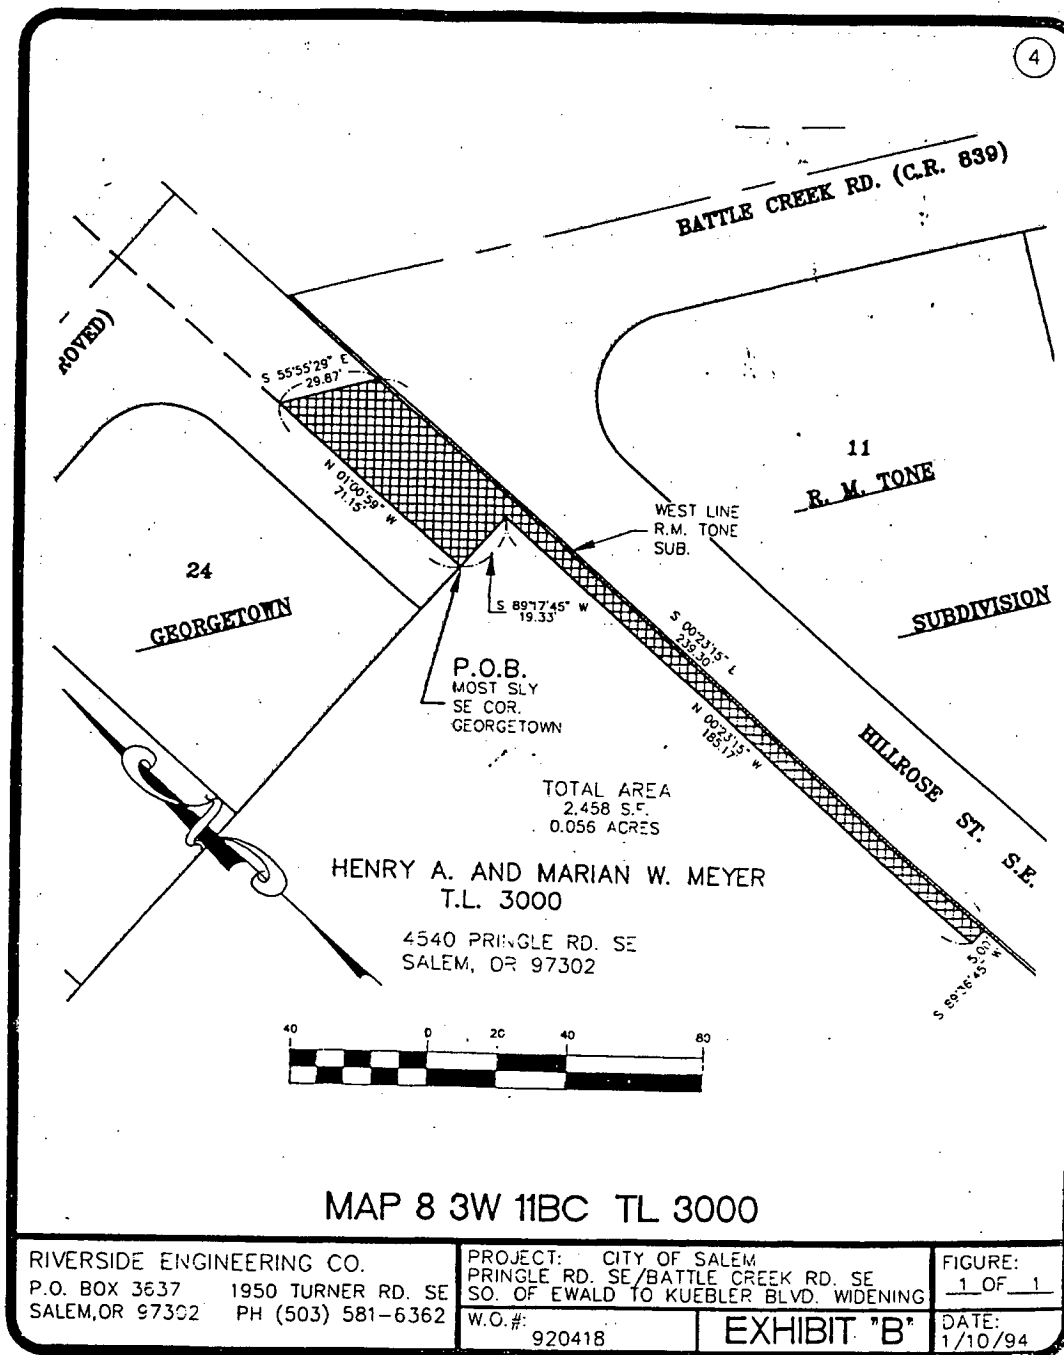 4
BATTLE CREEK RD. (C.R. 839)
ROVED)
S 55°55'29" E
29.87'
N 01°00'59" W
71.15'
11
R. M. TONE
SUBDIVISION
WEST LINE
R.M. TONE
SUB.
24
GEORGETOWN
S 89°17'45" W
19.33'
S 00°23'15" E
239.30'
P.O.B.
MOST SLY
SE COR.
GEORGETOWN
N 00°23'15" W
185.17'
HILLROSE ST. S.E.
TOTAL AREA
2,458 S.F.
0.056 ACRES
HENRY A. AND MARIAN W. MEYER
T.L. 3000
4540 PRINGLE RD. SE
SALEM, OR 97302
5.00'
S 89°36'45" W
40 0 20 40 80
MAP 8 3W 11BC TL 3000
RIVERSIDE ENGINEERING CO.
P.O. BOX 3637 1950 TURNER RD. SE
SALEM,OR 97302 PH (503) 581-6362
PROJECT: CITY OF SALEM
PRINGLE RD. SE/BATTLE CREEK RD. SE
SO. OF EWALD TO KUEBLER BLVD. WIDENING
W.O.#:
920418
EXHIBIT "B"
FIGURE:
1 OF 1
DATE:
1/10/94